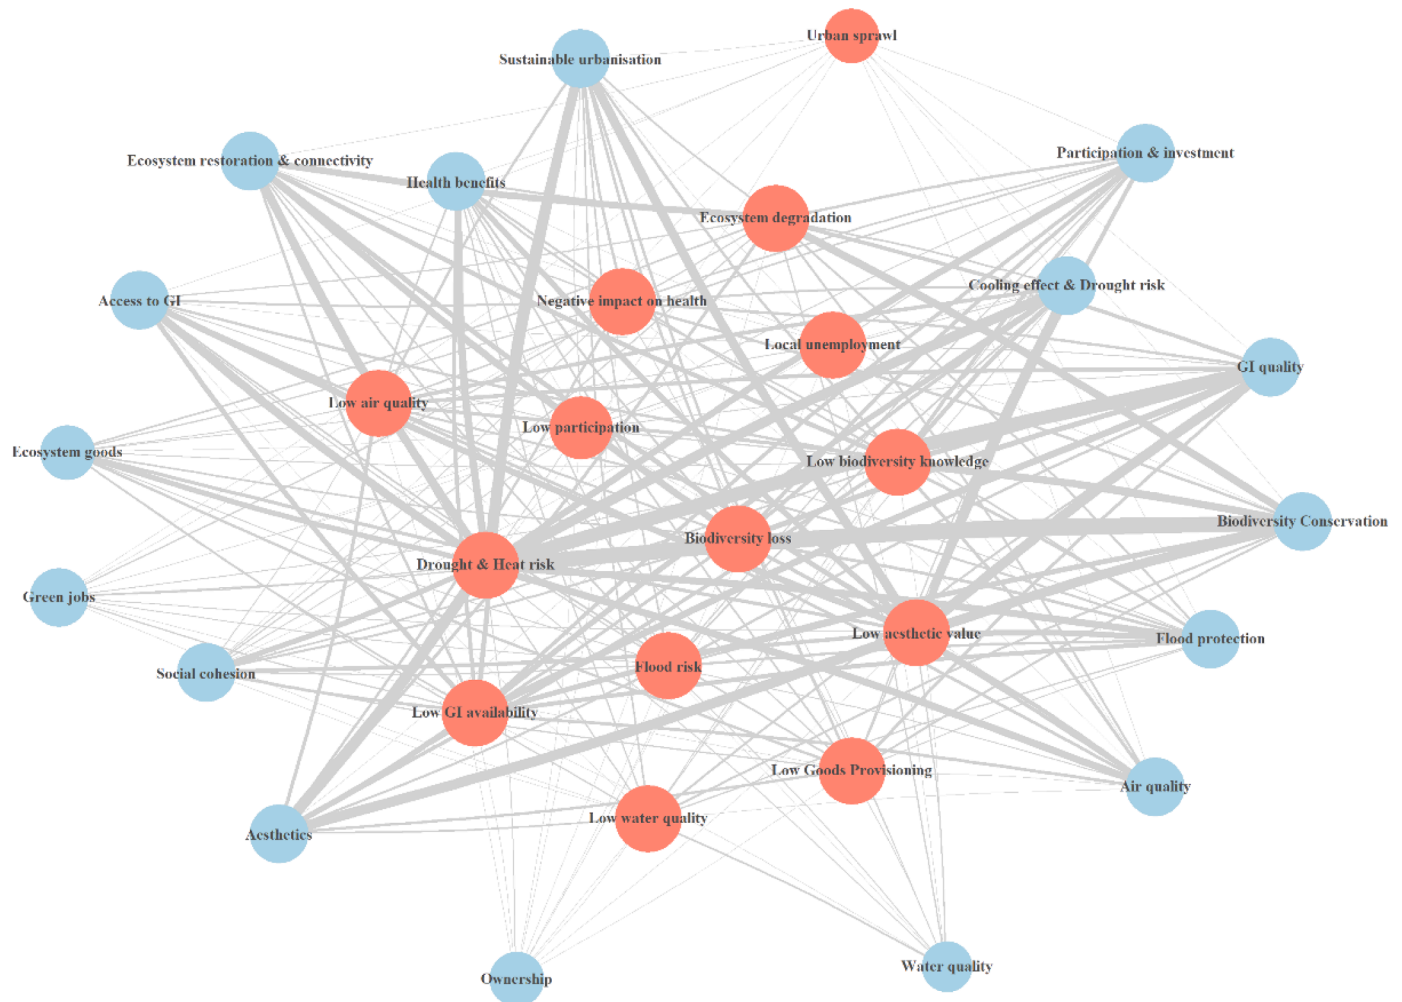 Urban sprawl
Sustainable urbanisation
Participation & investment
Ecosystem restoration & connectivity
Health benefits
Ecosystem degradation
Cooling effect & Drought risk
Access to GI
Negative impact on health
Local unemployment
GI quality
Low air quality
Low participation
Ecosystem goods
Low biodiversity knowledge
Biodiversity Conservation
Biodiversity loss
Drought & Heat risk
Green jobs
Low aesthetic value
Flood protection
Flood risk
Social cohesion
Low GI availability
Low Goods Provisioning
Air quality
Low water quality
Aesthetics
Water quality
Ownership